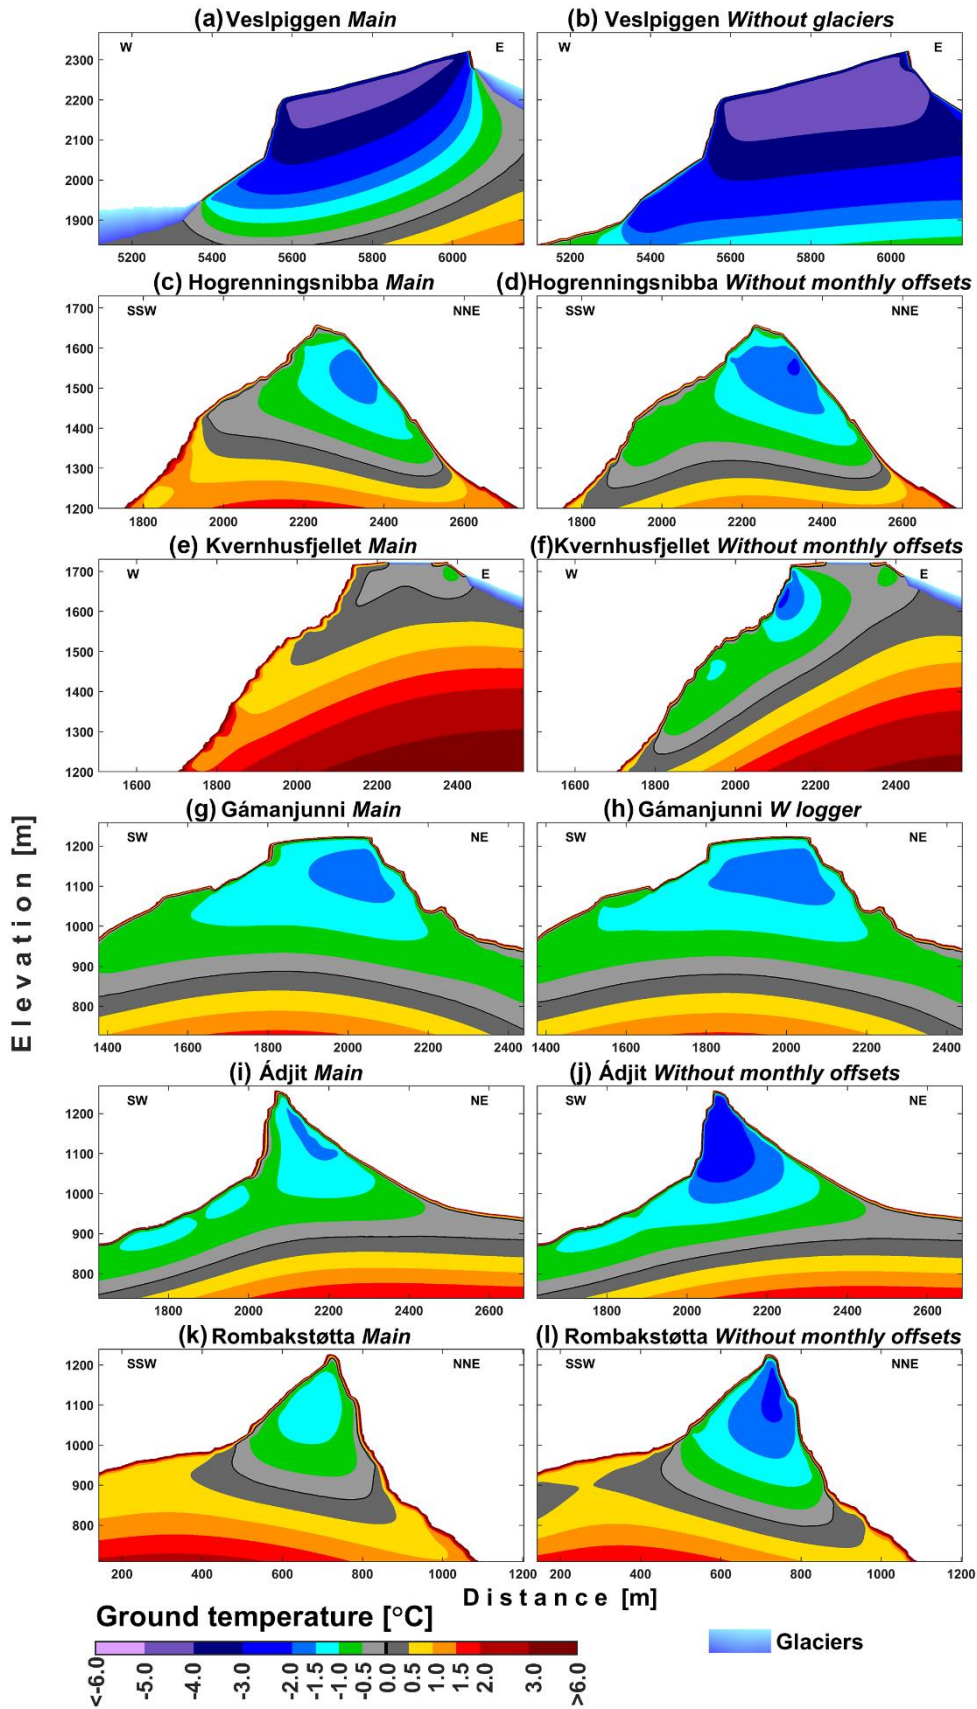 (a) Veslpiggen Main
(b) Veslpiggen Without glaciers
W E
W E
2300
2200
2100
2000
1900
5200 5400 5600 5800 6000
5200 5400 5600 5800 6000
(c) Hogrenningsnibba Main
(d)Hogrenningsnibba Without monthly offsets
SSW NNE
SSW NNE
1700
1600
1500
1400
1300
1200
1800 2000 2200 2400 2600
1800 2000 2200 2400 2600
(e) Kvernhusfjellet Main
(f)Kvernhusfjellet Without monthly offsets
W E
W E
1700
1600
1500
1400
1300
1200
1600 1800 2000 2200 2400
1600 1800 2000 2200 2400
(g) Gámanjunni Main
(h) Gámanjunni W logger
SW NE
SW NE
1200
1100
1000
900
800
1400 1600 1800 2000 2200 2400
1400 1600 1800 2000 2200 2400
(i) Ádjit Main
(j) Ádjit Without monthly offsets
SW NE
SW NE
1200
1100
1000
900
800
1800 2000 2200 2400 2600
1800 2000 2200 2400 2600
(k) Rombakstøtta Main
(l) Rombakstøtta Without monthly offsets
SSW NNE
SSW NNE
1200
1100
1000
900
800
200 400 600 800 1000 1200
200 400 600 800 1000 1200
Elevation [m]
Distance [m]
Ground temperature [°C]
<-6.0 -5.0 -4.0 -3.0 -2.0 -1.5 -1.0 -0.5 0.0 0.5 1.0 1.5 2.0 3.0 >6.0
Glaciers